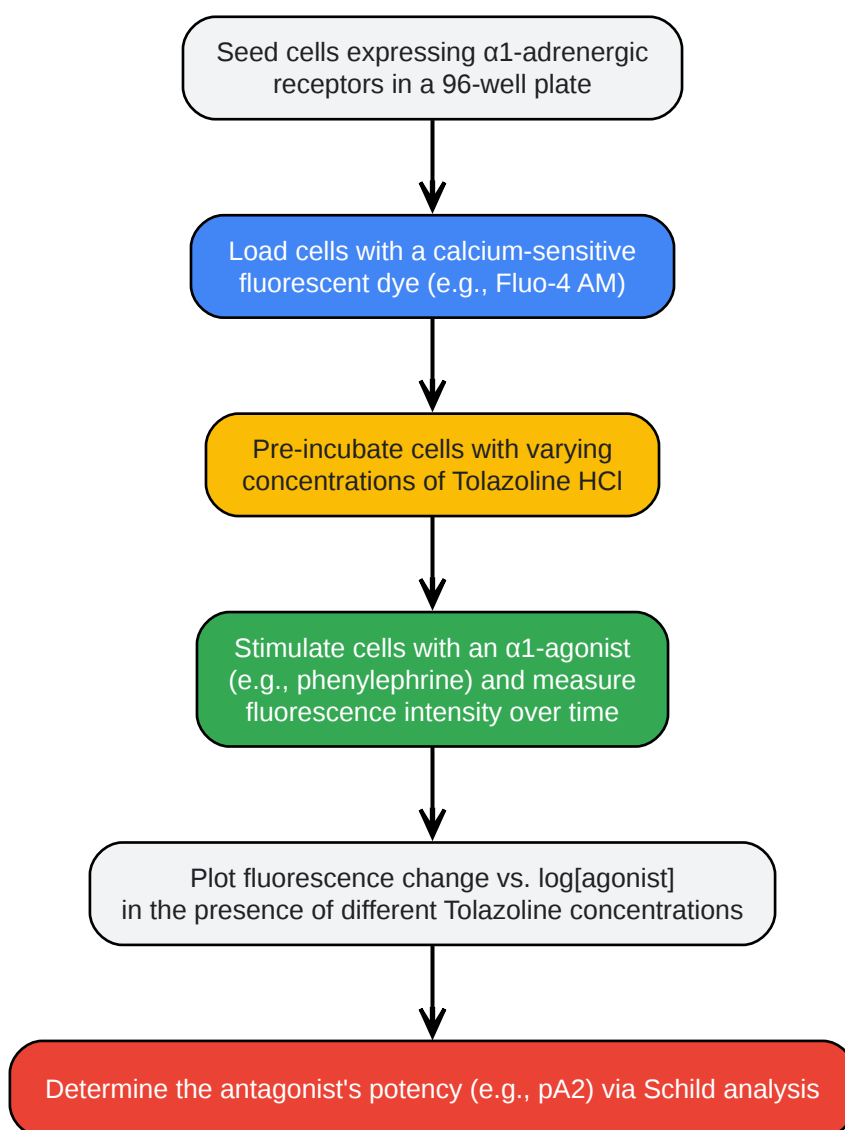 Seed cells expressing α1-adrenergic
receptors in a 96-well plate
Load cells with a calcium-sensitive
fluorescent dye (e.g., Fluo-4 AM)
Pre-incubate cells with varying
concentrations of Tolazoline HCl
Stimulate cells with an α1-agonist
(e.g., phenylephrine) and measure
fluorescence intensity over time
Plot fluorescence change vs. log[agonist]
in the presence of different Tolazoline concentrations
Determine the antagonist's potency (e.g., pA2) via Schild analysis